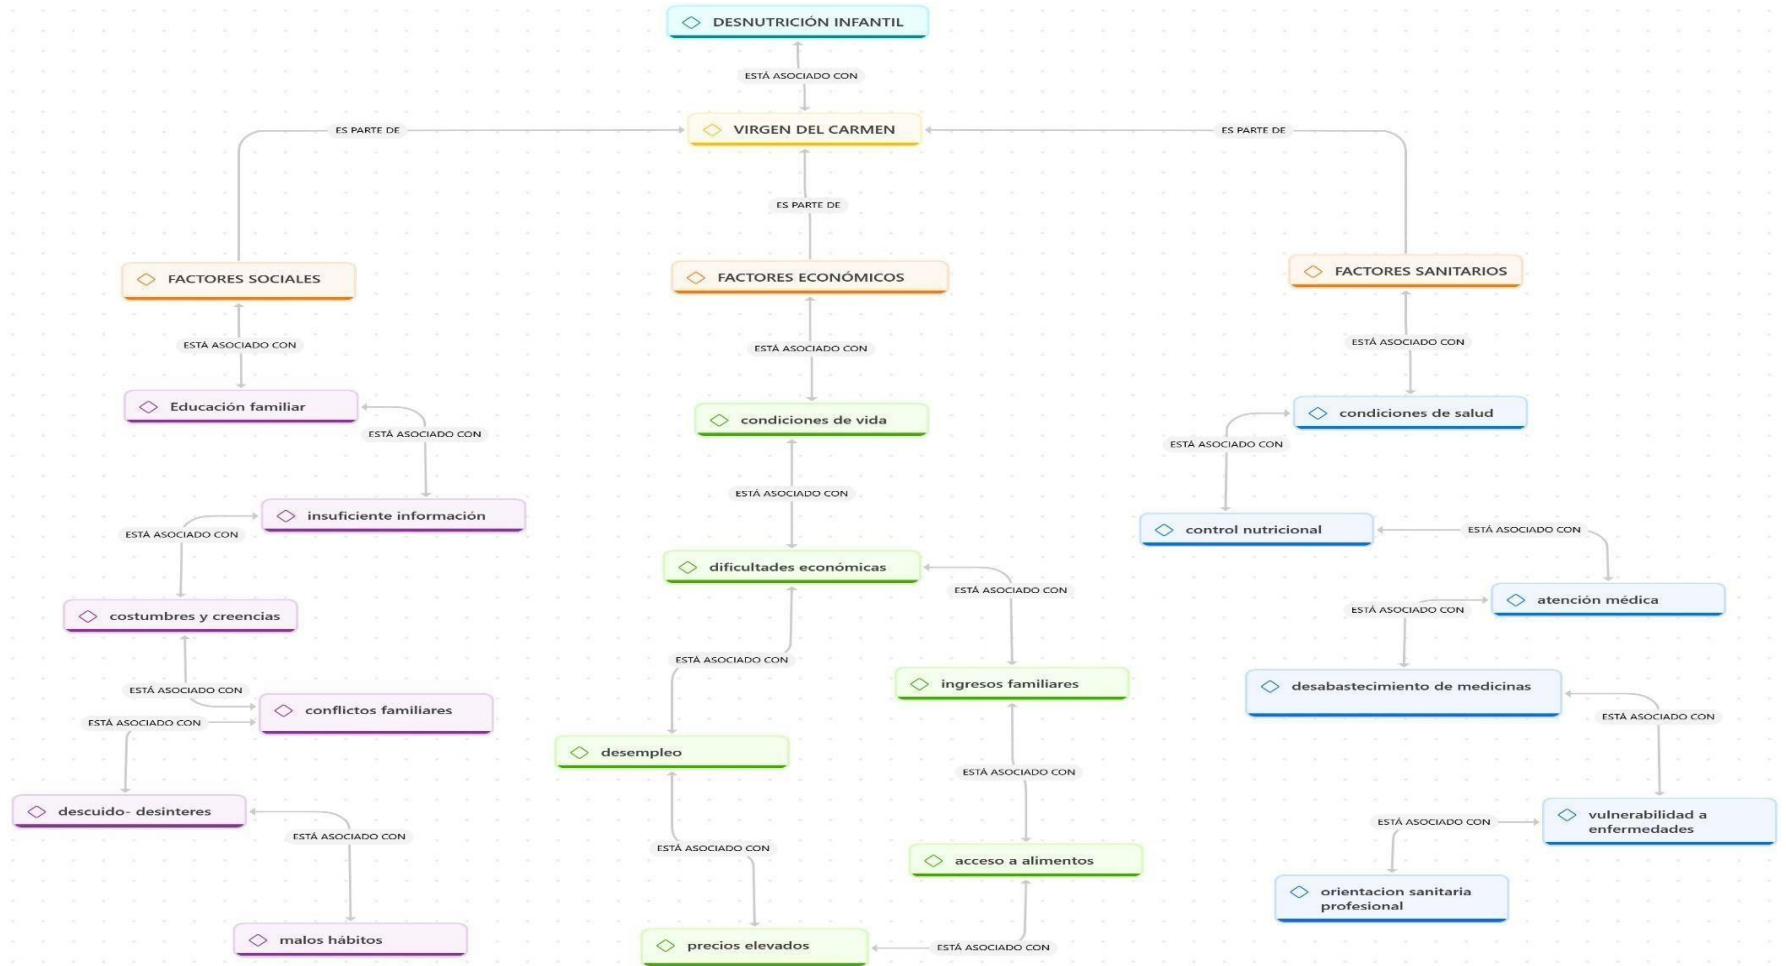 DESNUTRICIÓN INFANTIL
ESTÁ ASOCIADO CON
VIRGEN DEL CARMEN
ES PARTE DE
ES PARTE DE
ES PARTE DE
FACTORES SOCIALES
ESTÁ ASOCIADO CON
Educación familiar
ESTÁ ASOCIADO CON
insuficiente información
ESTÁ ASOCIADO CON
costumbres y creencias
ESTÁ ASOCIADO CON
conflictos familiares
ESTÁ ASOCIADO CON
descuido- desinteres
ESTÁ ASOCIADO CON
malos hábitos
FACTORES ECONÓMICOS
ESTÁ ASOCIADO CON
condiciones de vida
ESTÁ ASOCIADO CON
dificultades económicas
ESTÁ ASOCIADO CON
ESTÁ ASOCIADO CON
ingresos familiares
desempleo
ESTÁ ASOCIADO CON
ESTÁ ASOCIADO CON
acceso a alimentos
precios elevados
ESTÁ ASOCIADO CON
FACTORES SANITARIOS
ESTÁ ASOCIADO CON
condiciones de salud
ESTÁ ASOCIADO CON
control nutricional
ESTÁ ASOCIADO CON
atención médica
ESTÁ ASOCIADO CON
desabastecimiento de medicinas
ESTÁ ASOCIADO CON
vulnerabilidad a
enfermedades
ESTÁ ASOCIADO CON
orientacion sanitaria
profesional